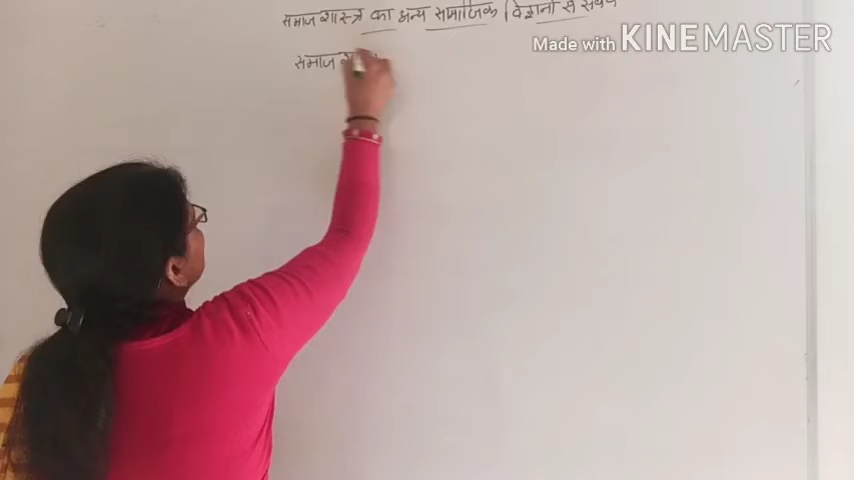 समाज शास्त्र का अन्य सामाजिक विज्ञानों से संबंध
Made with KINEMASTER
समाज